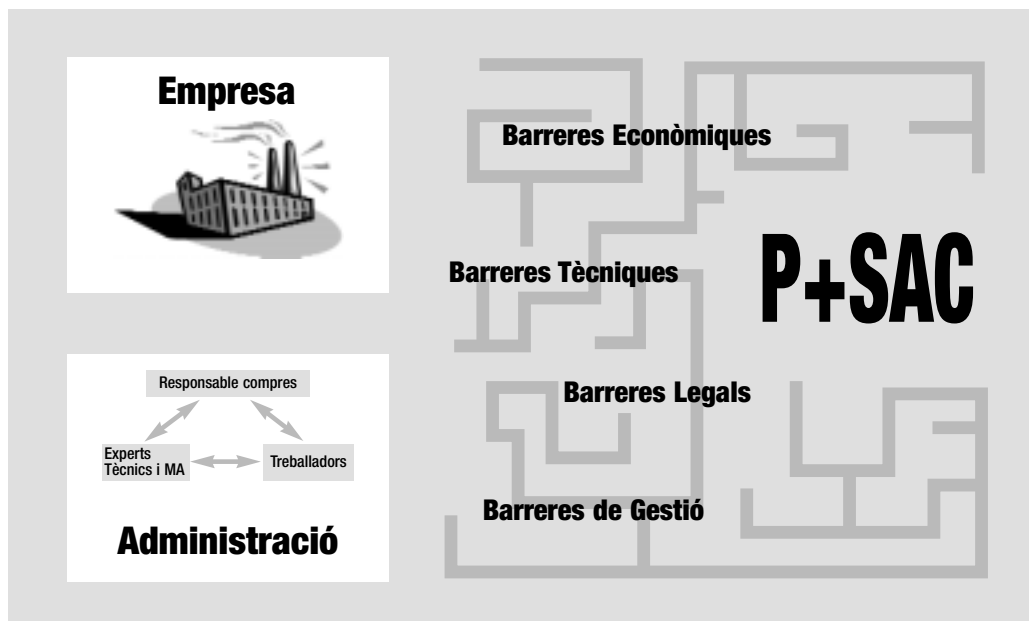 Empresa
Responsable compres
Experts
Tècnics i MA
Treballadors
Administració
Barreres Econòmiques
Barreres Tècniques
P+SAC
Barreres Legals
Barreres de Gestió